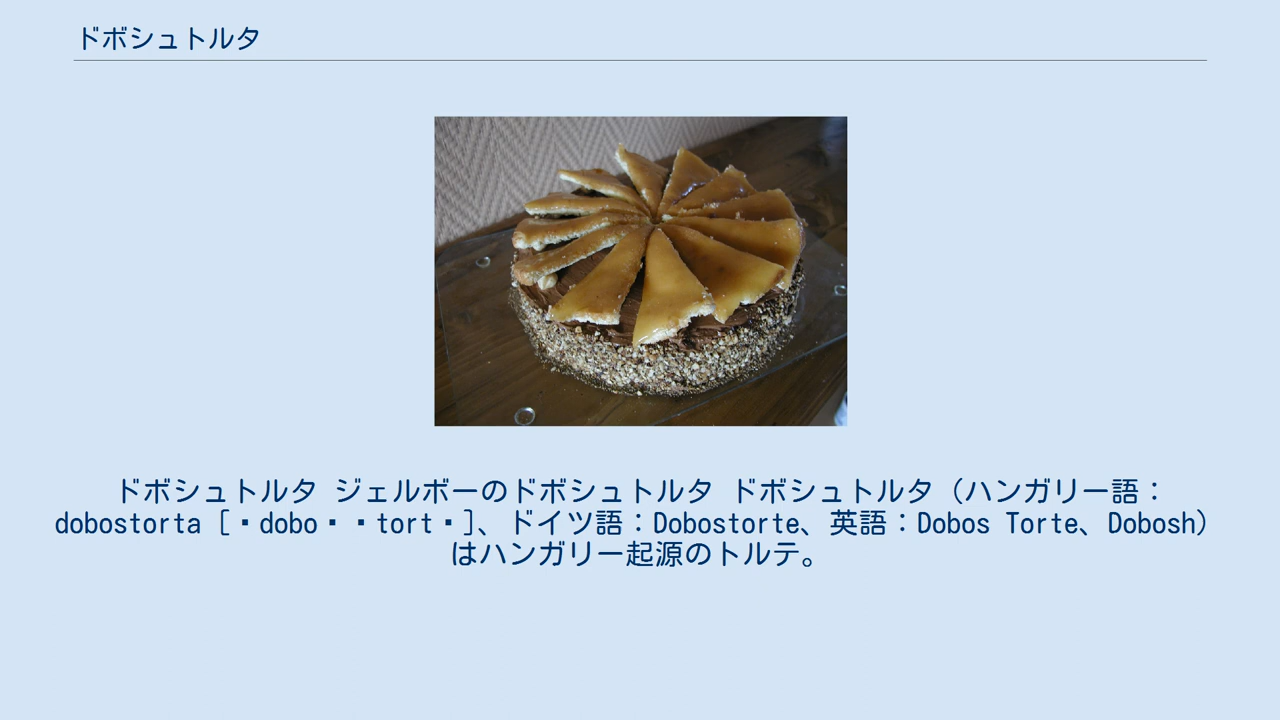 ドボシュトルタ
ドボシュトルタ ジェルボーのドボシュトルタ ドボシュトルタ（ハンガリー語：
dobostorta [▪dobo▪▪tort▪]、ドイツ語：Dobostorte、英語：Dobos Torte、Dobosh）
はハンガリー起源のトルテ。